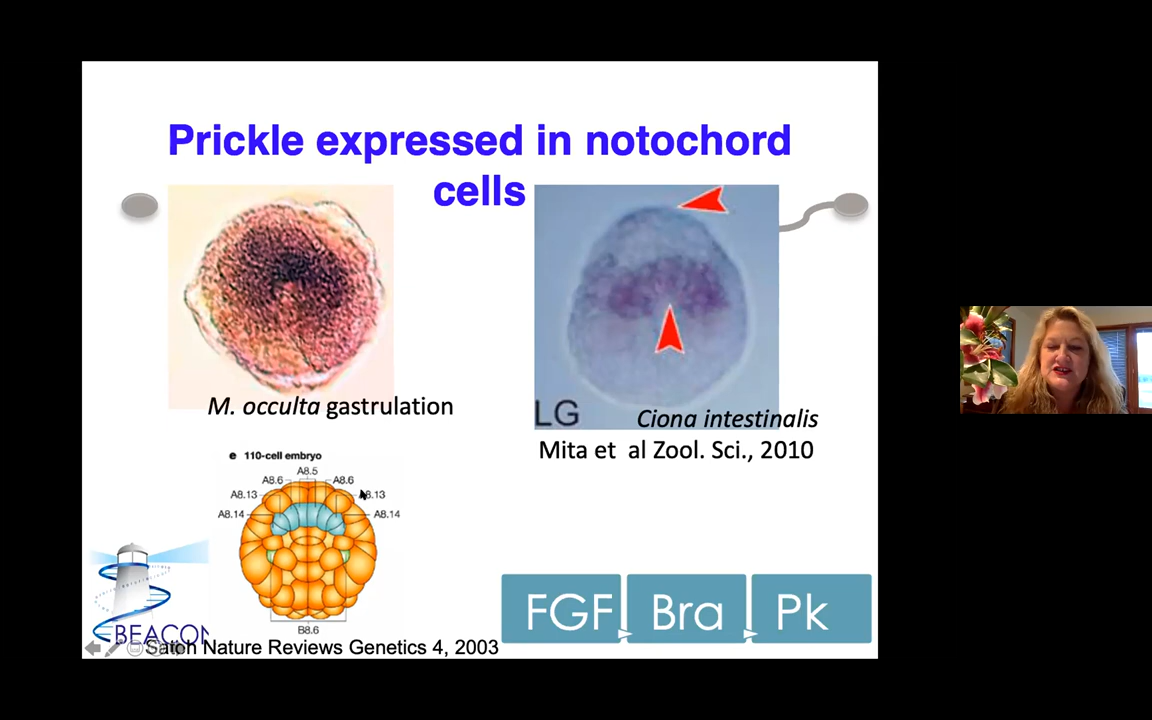 Prickle expressed in notochord
cells
M. occulta gastrulation
LG
Ciona intestinalis
Mita et al Zool. Sci., 2010
e 110-cell embryo
A8.5
A8.6 A8.6
A8.13 A8.13
A8.14 A8.14
B8.6
BEACON
Satoh Nature Reviews Genetics 4, 2003
FGF Bra Pk